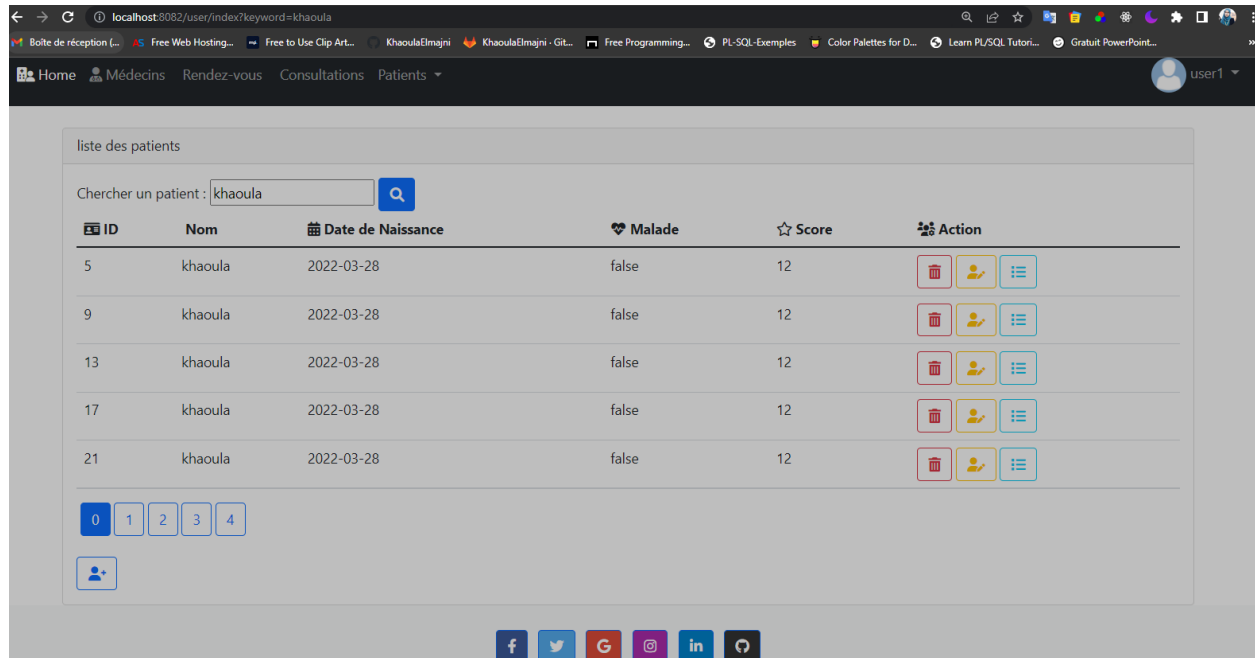 localhost:8082/user/index?keyword=khaoula
Boîte de réception (... Free Web Hosting... Free to Use Clip Art... KhaoulaElmajni KhaoulaElmajni · Git... Free Programming... PL-SQL-Exemples Color Palettes for D... Learn PL/SQL Tutori... Gratuit PowerPoint... »
Home Médecins Rendez-vous Consultations Patients user1
liste des patients
Chercher un patient : khaoula
ID Nom Date de Naissance Malade Score Action
5 khaoula 2022-03-28 false 12
9 khaoula 2022-03-28 false 12
13 khaoula 2022-03-28 false 12
17 khaoula 2022-03-28 false 12
21 khaoula 2022-03-28 false 12
0 1 2 3 4